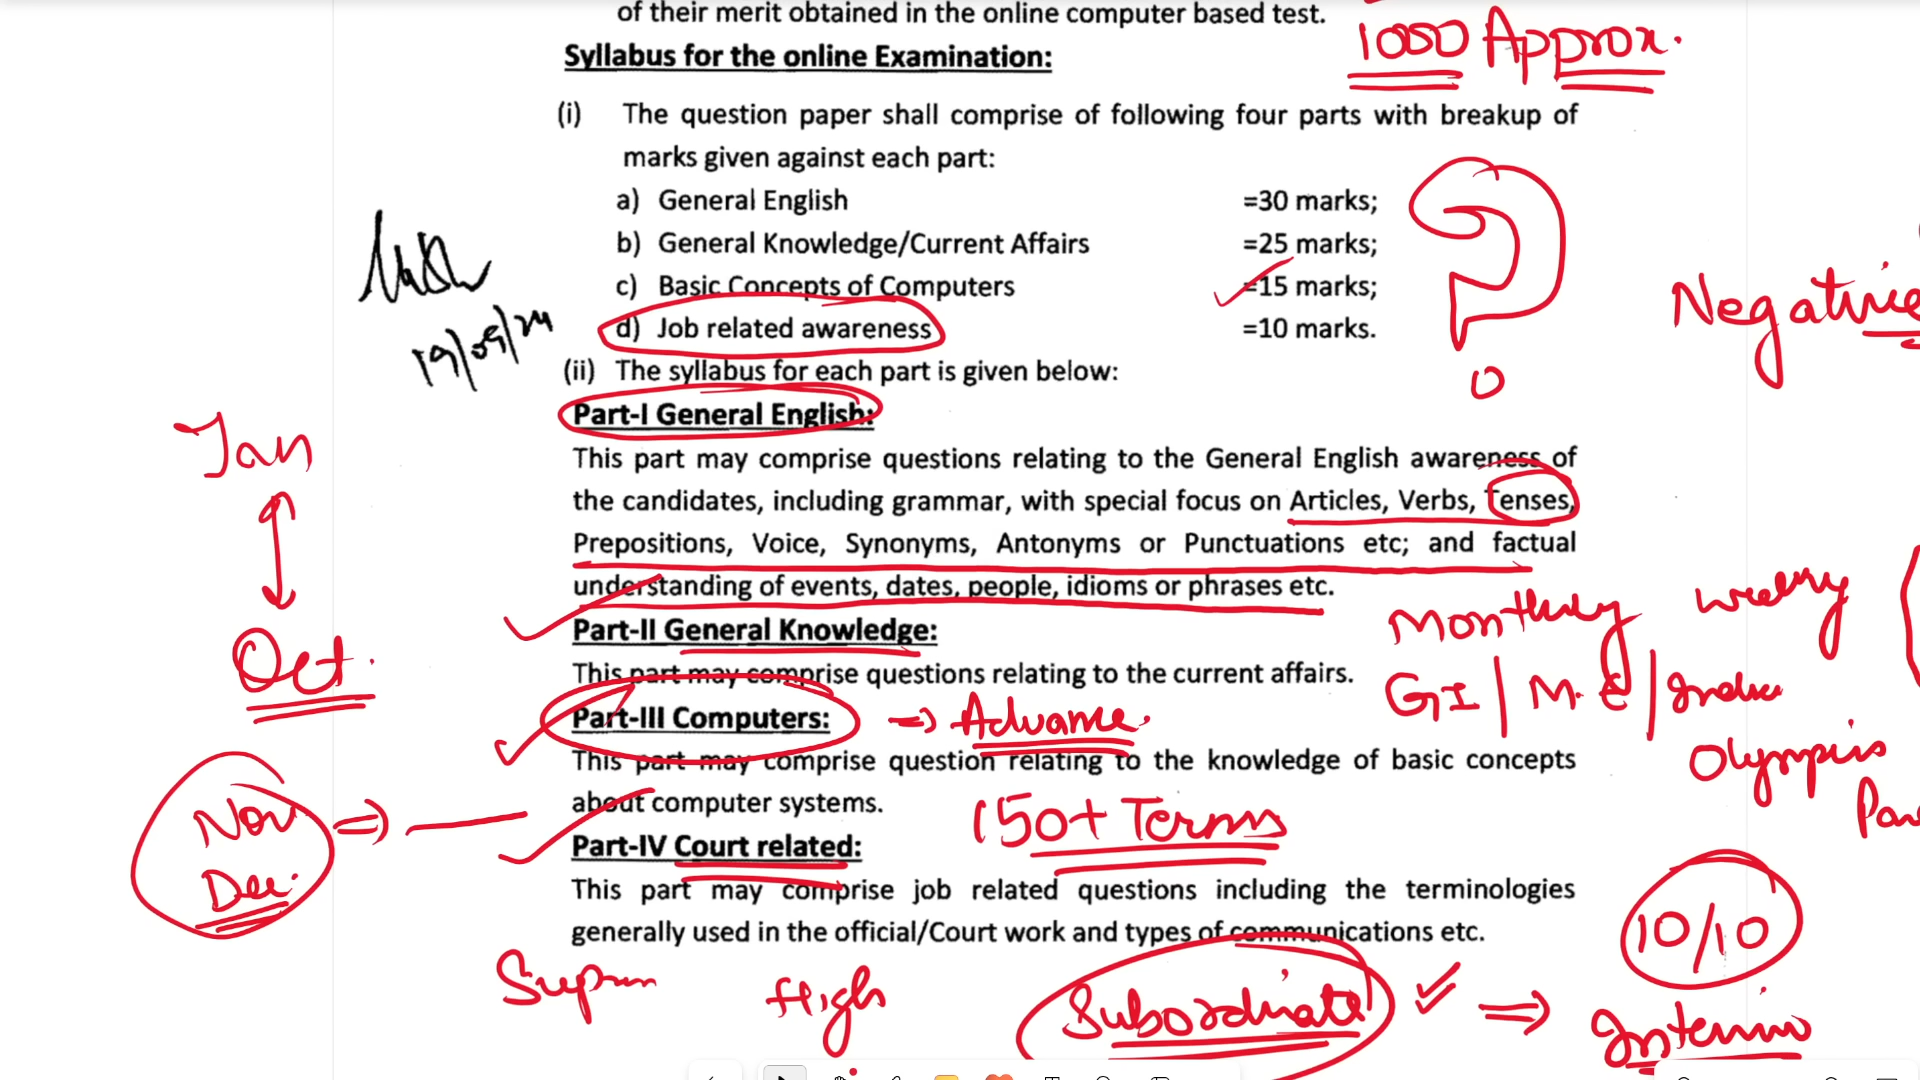 of their merit obtained in the online computer based test.
1000 Approx.
Syllabus for the online Examination:
(i) The question paper shall comprise of following four parts with breakup of
marks given against each part:
a) General English =30 marks;
b) General Knowledge/Current Affairs =25 marks;
c) Basic Concepts of Computers =15 marks;
Negative
d) Job related awareness =10 marks.
19/09/24
(ii) The syllabus for each part is given below:
Part-I General English:
Jan
This part may comprise questions relating to the General English awareness of
the candidates, including grammar, with special focus on Articles, Verbs, Tenses,
Prepositions, Voice, Synonyms, Antonyms or Punctuations etc; and factual
understanding of events, dates, people, idioms or phrases etc.
Monthly weekly
Part-II General Knowledge:
Oct.
This part may comprise questions relating to the current affairs.
GI | M.E | India
Part-III Computers: => Advance.
Olympics
This part may comprise question relating to the knowledge of basic concepts
about computer systems.
150+ Terms
Nov =>
Dec.
Part-IV Court related:
This part may comprise job related questions including the terminologies
generally used in the official/Court work and types of communications etc.
10/10
Suprem High Subordinate =>